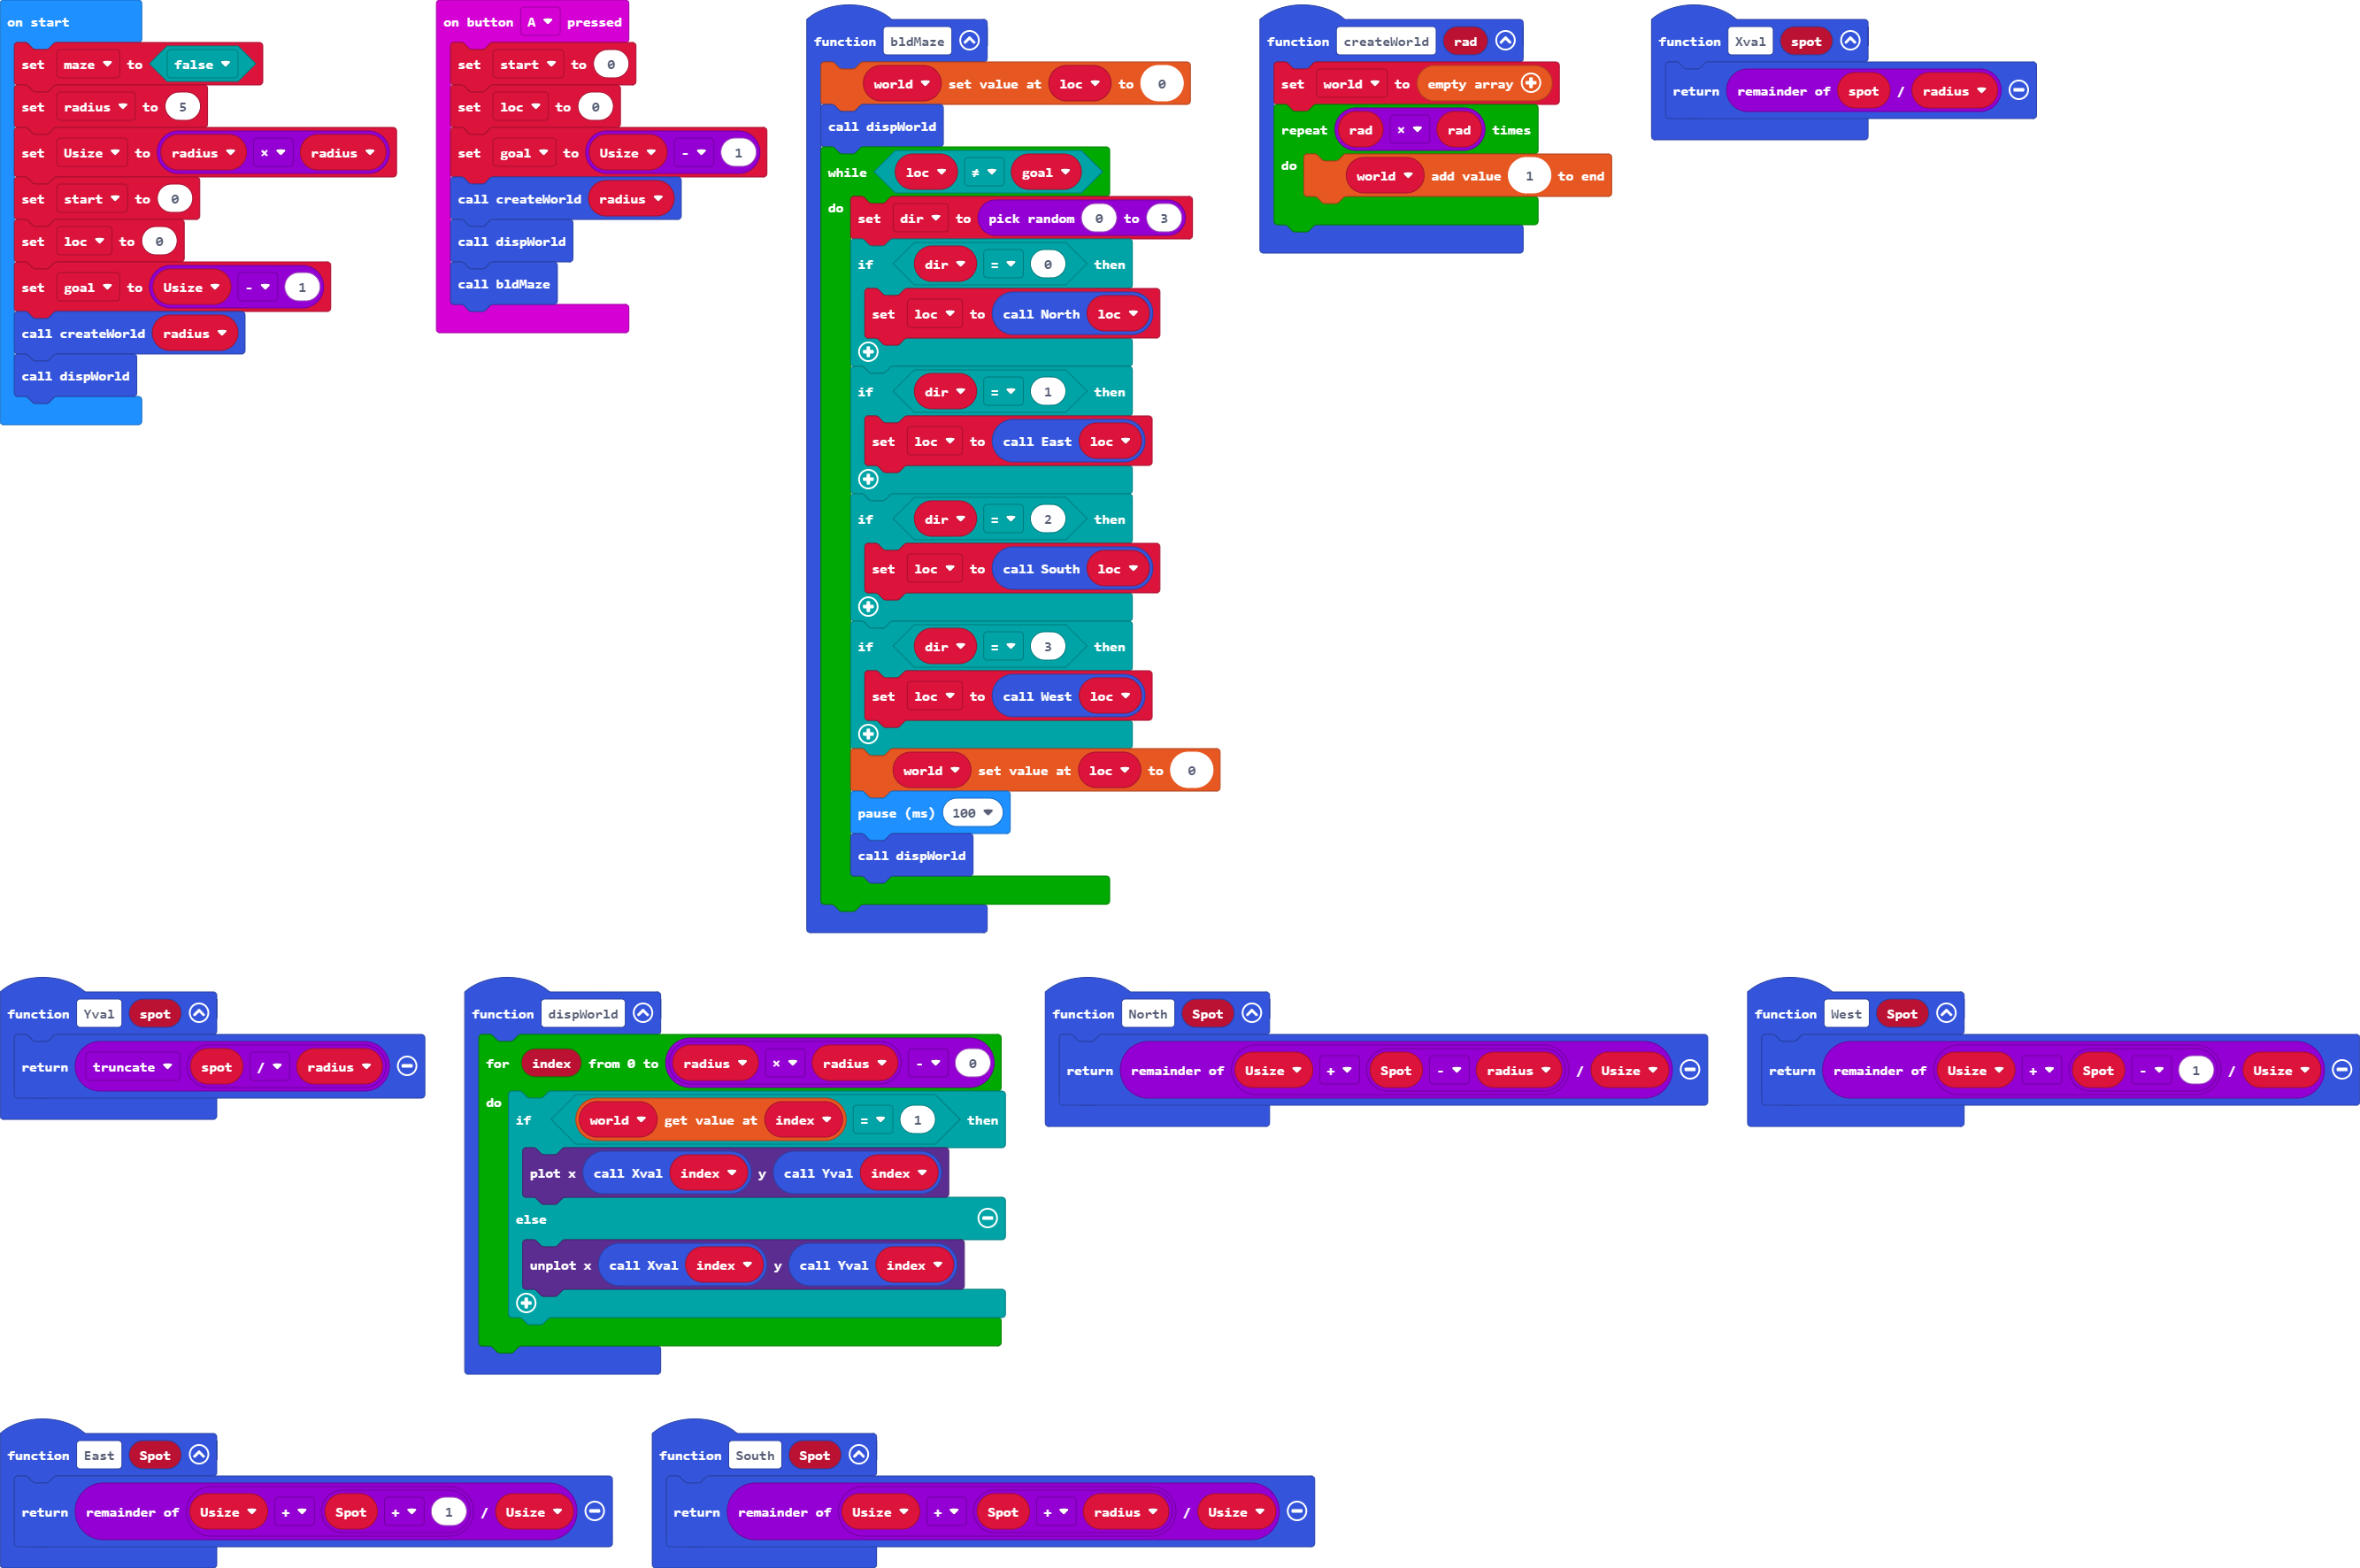 on start
set maze to false
set radius to 5
set Usize to radius × radius
set start to 0
set loc to 0
set goal to Usize - 1
call createWorld radius
call dispWorld
on button A pressed
set start to 0
set loc to 0
set goal to Usize - 1
call createWorld radius
call dispWorld
call bldMaze
function bldMaze
world set value at loc to 0
call dispWorld
while loc ≠ goal
do set dir to pick random 0 to 3
if dir = 0 then
set loc to call North loc
if dir = 1 then
set loc to call East loc
if dir = 2 then
set loc to call South loc
if dir = 3 then
set loc to call West loc
world set value at loc to 0
pause (ms) 100
call dispWorld
function createWorld rad
set world to empty array
repeat rad × rad times
do world add value 1 to end
function Xval spot
return remainder of spot / radius
function Yval spot
return truncate spot / radius
function dispWorld
for index from 0 to radius × radius - 0
do if world get value at index = 1 then
plot x call Xval index y call Yval index
else
unplot x call Xval index y call Yval index
function North Spot
return remainder of Usize + Spot - radius / Usize
function West Spot
return remainder of Usize + Spot - 1 / Usize
function East Spot
return remainder of Usize + Spot + 1 / Usize
function South Spot
return remainder of Usize + Spot + radius / Usize